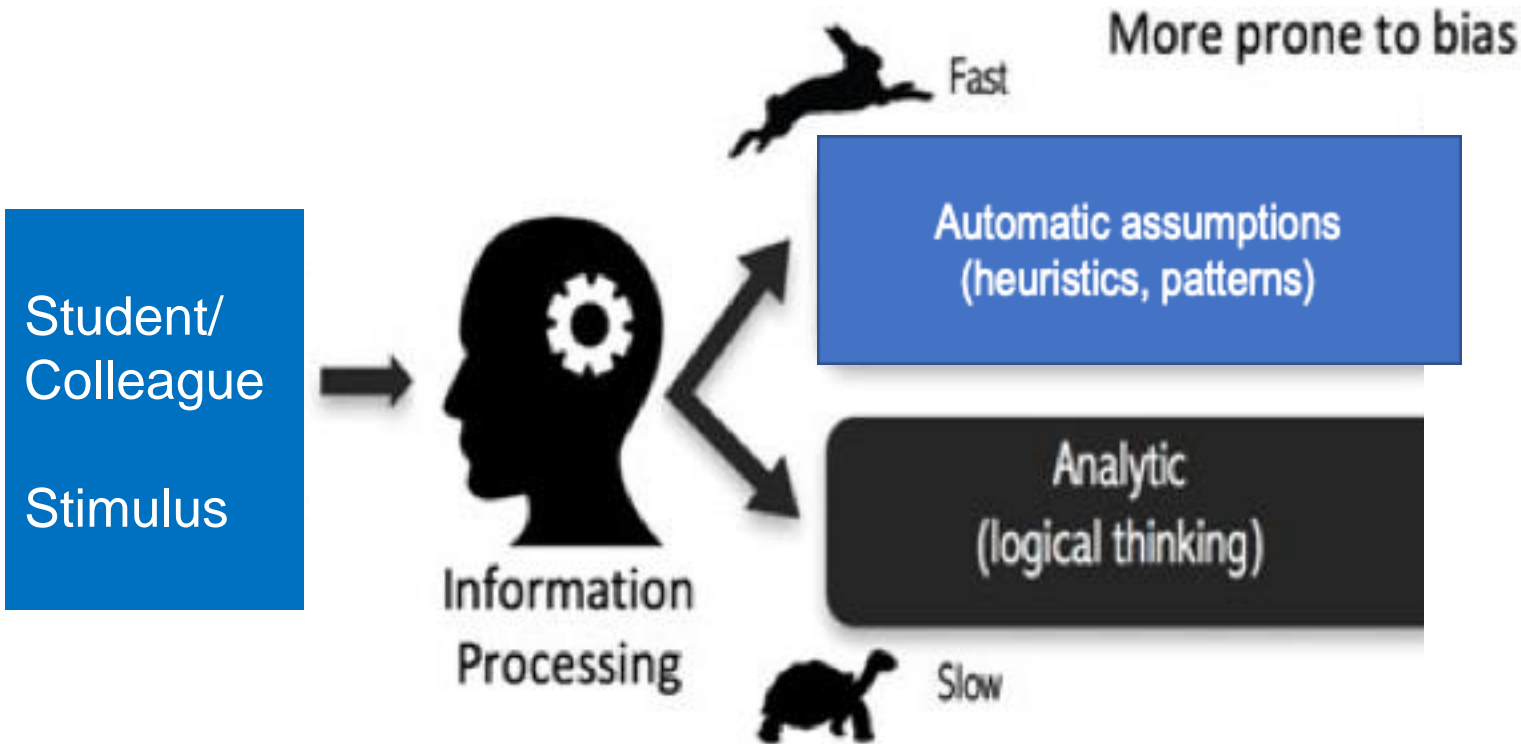 More prone to bias
Fast
Automatic assumptions
(heuristics, patterns)
Student/
Colleague
Stimulus
Analytic
(logical thinking)
Information
Processing
Slow